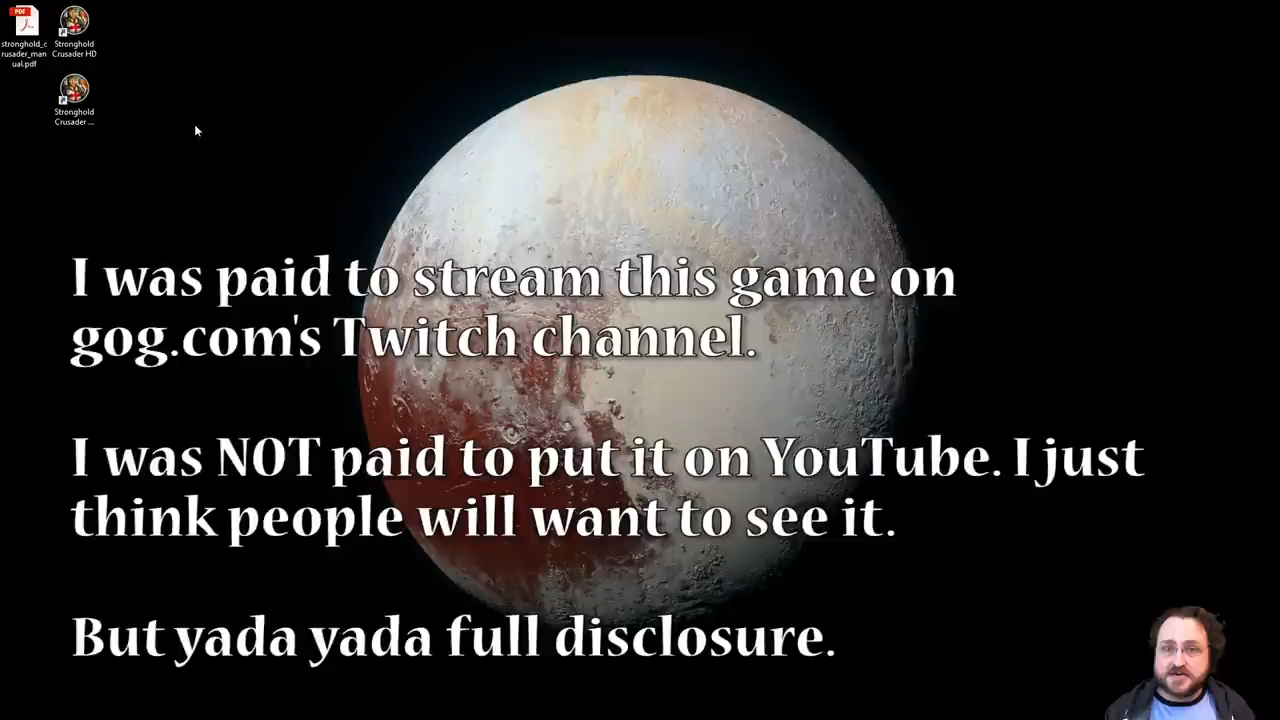 PDF
stronghold_c
rusader_man
ual.pdf
Stronghold
Crusader HD
Stronghold
Crusader ...
I was paid to stream this game on
gog.com's Twitch channel.
I was NOT paid to put it on YouTube. I just
think people will want to see it.
But yada yada full disclosure.